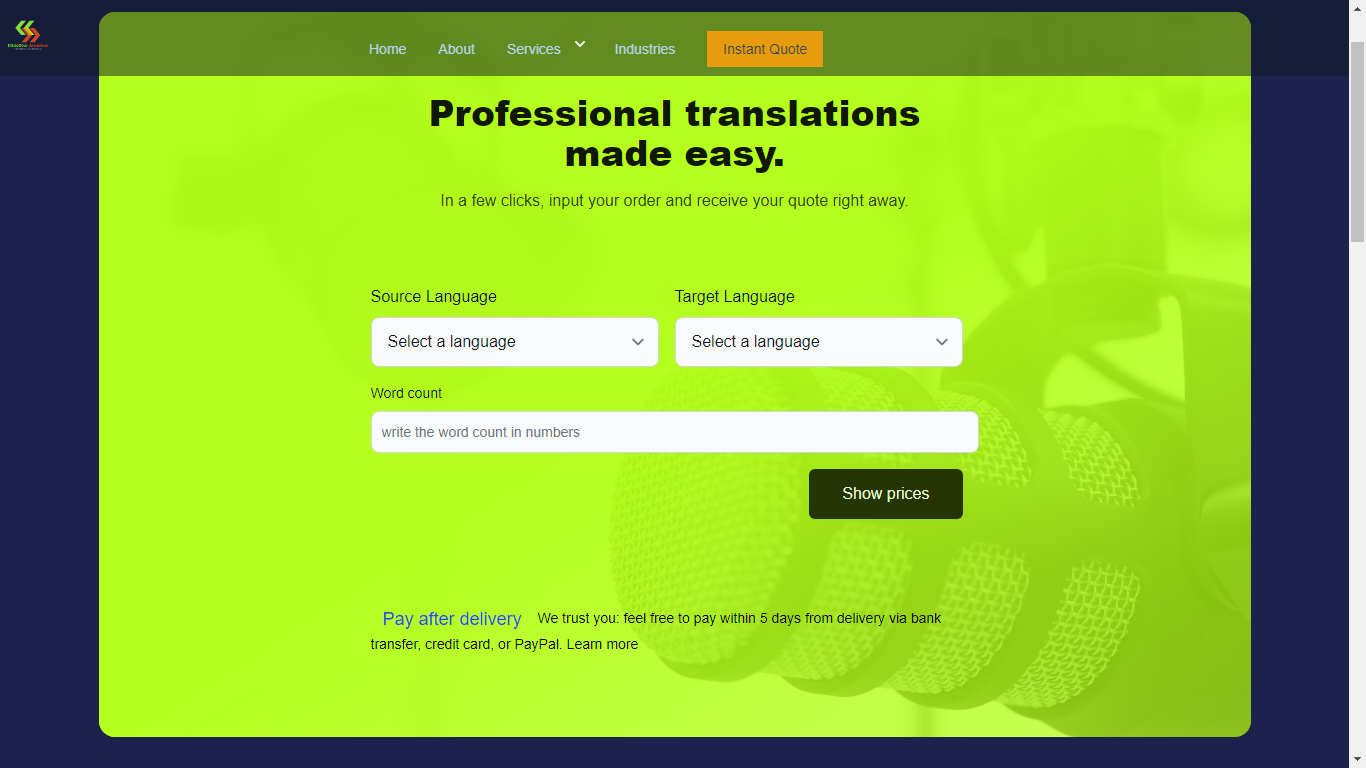 EthioStar America
Home About Services Industries Instant Quote
Professional translations
made easy.
In a few clicks, input your order and receive your quote right away.
Source Language Target Language
Select a language Select a language
Word count
write the word count in numbers
Show prices
Pay after delivery We trust you: feel free to pay within 5 days from delivery via bank
transfer, credit card, or PayPal. Learn more